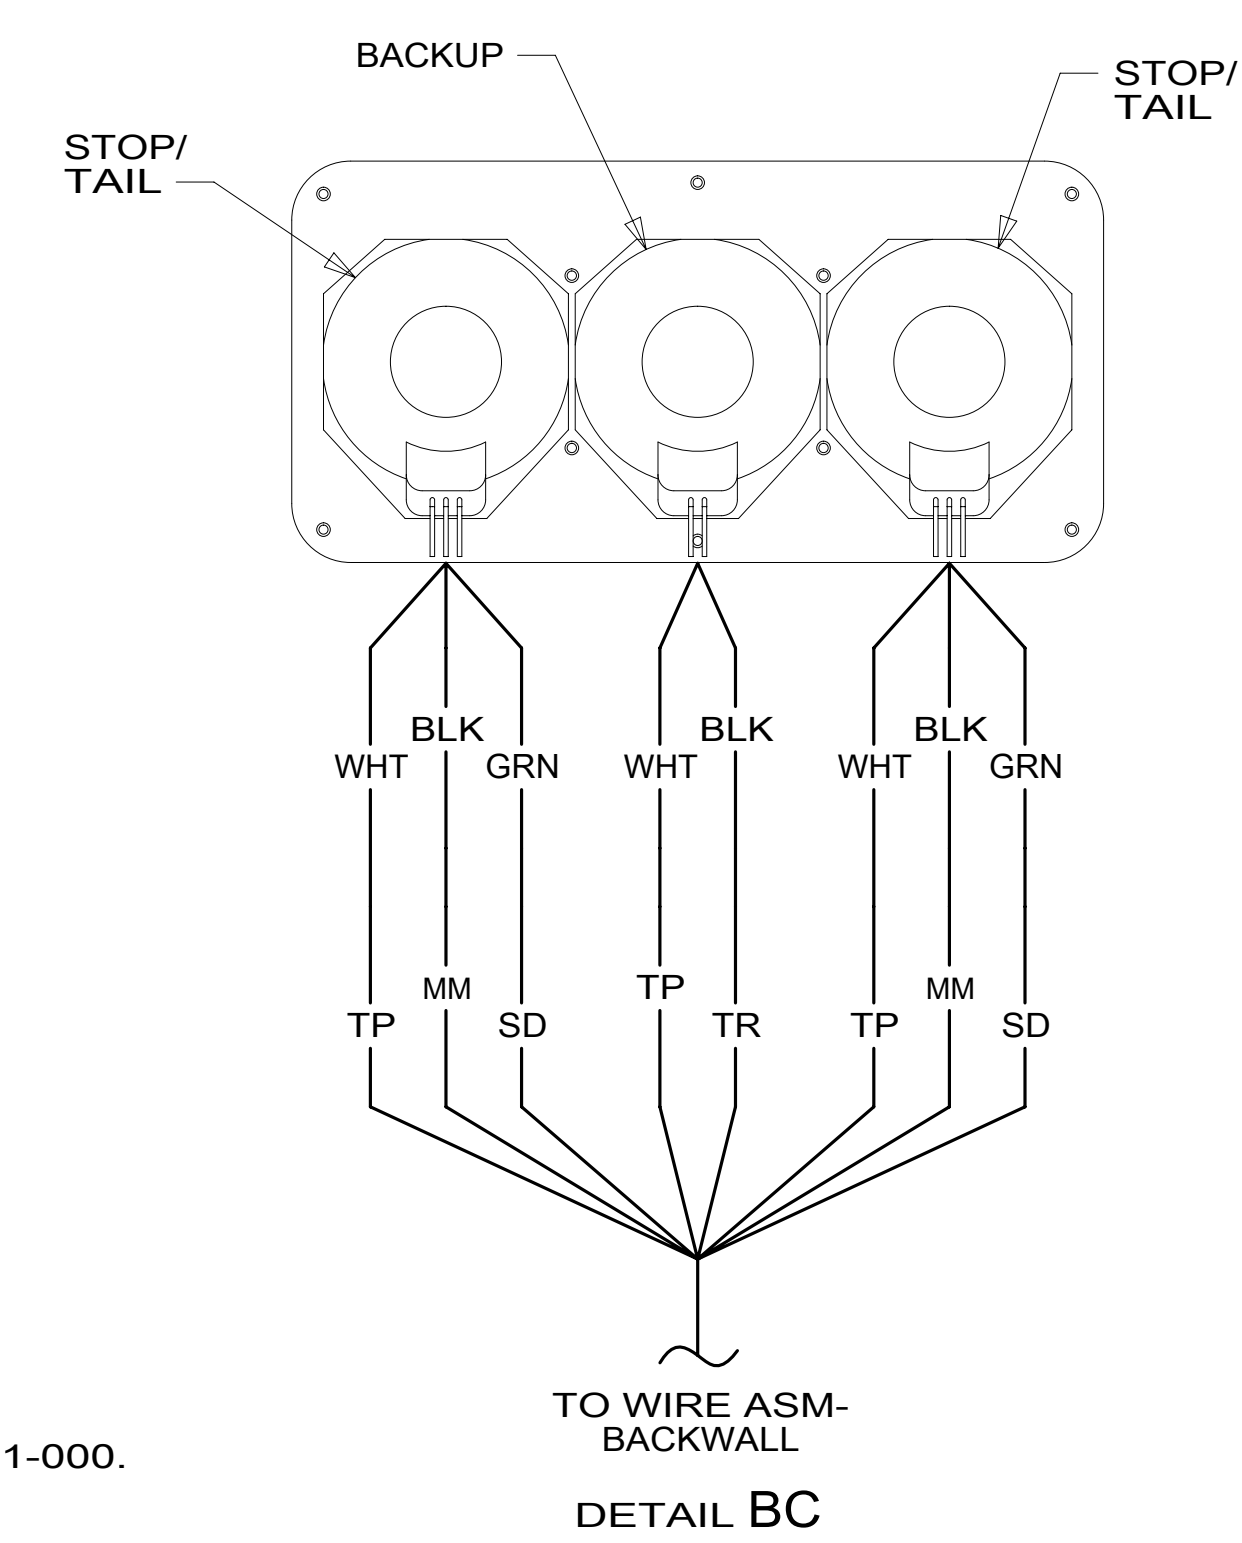 BACKUP
STOP/
TAIL
STOP/
TAIL
BLK
BLK
BLK
WHT
GRN
WHT
WHT
GRN
MM
TP
MM
TP
SD
TR
TP
SD
TO WIRE ASM-
BACKWALL
1-000.
DETAIL BC